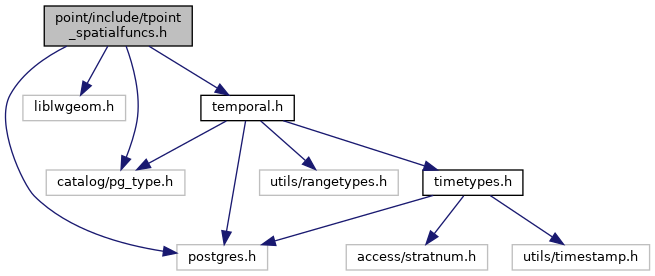 point/include/tpoint
_spatialfuncs.h
liblwgeom.h
temporal.h
catalog/pg_type.h
utils/rangetypes.h
timetypes.h
postgres.h
access/stratnum.h
utils/timestamp.h